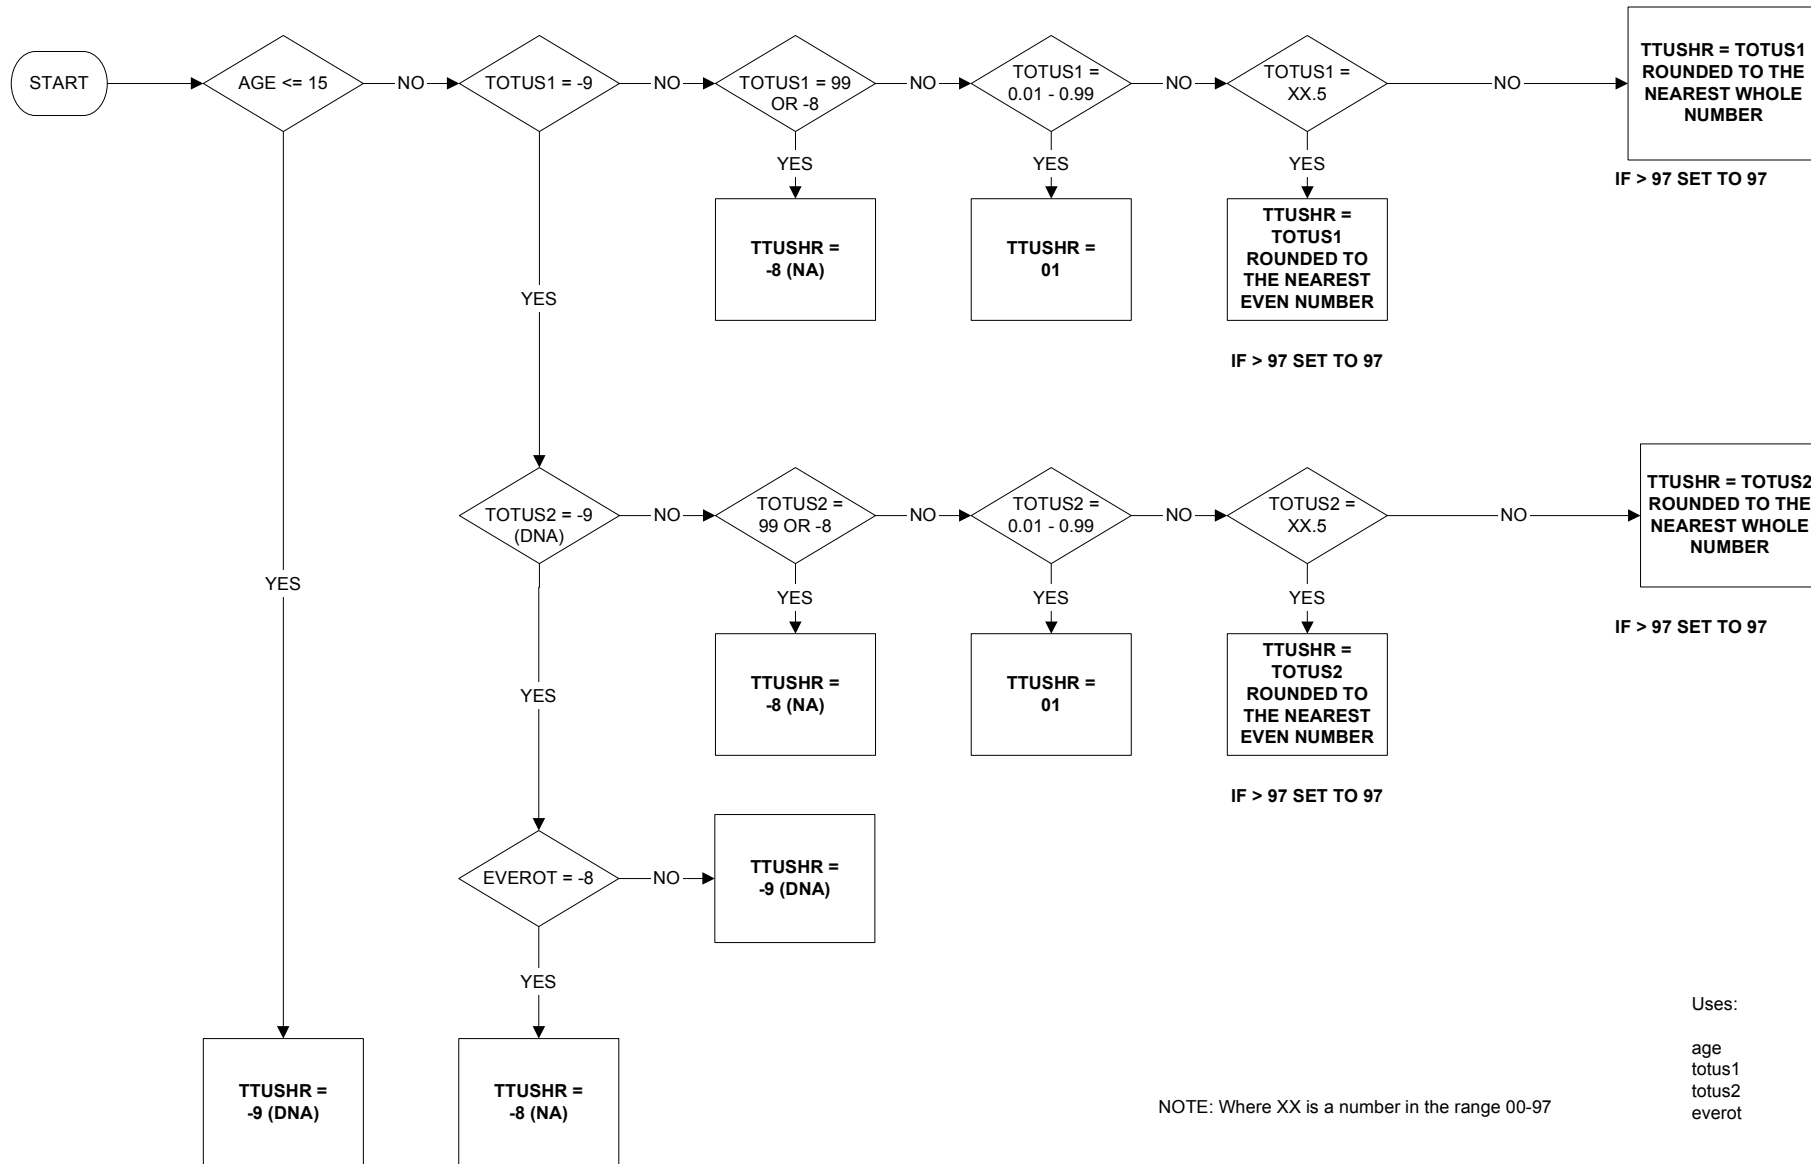 START
AGE <= 15
NO
TOTUS1 = -9
NO
TOTUS1 = 99
OR -8
NO
TOTUS1 =
0.01 - 0.99
NO
TOTUS1 =
XX.5
NO
TTUSHR = TOTUS1
ROUNDED TO THE
NEAREST WHOLE
NUMBER
IF > 97 SET TO 97
YES
YES
YES
TTUSHR =
-8 (NA)
TTUSHR =
01
TTUSHR =
TOTUS1
ROUNDED TO
THE NEAREST
EVEN NUMBER
IF > 97 SET TO 97
YES
TOTUS2 = -9
(DNA)
NO
TOTUS2 =
99 OR -8
NO
TOTUS2 =
0.01 - 0.99
NO
TOTUS2 =
XX.5
NO
TTUSHR = TOTUS2
ROUNDED TO THE
NEAREST WHOLE
NUMBER
IF > 97 SET TO 97
YES
YES
YES
YES
TTUSHR =
-8 (NA)
TTUSHR =
01
TTUSHR =
TOTUS2
ROUNDED TO
THE NEAREST
EVEN NUMBER
IF > 97 SET TO 97
YES
EVEROT = -8
NO
TTUSHR =
-9 (DNA)
YES
TTUSHR =
-9 (DNA)
TTUSHR =
-8 (NA)
NOTE: Where XX is a number in the range 00-97
Uses:
age
totus1
totus2
everot